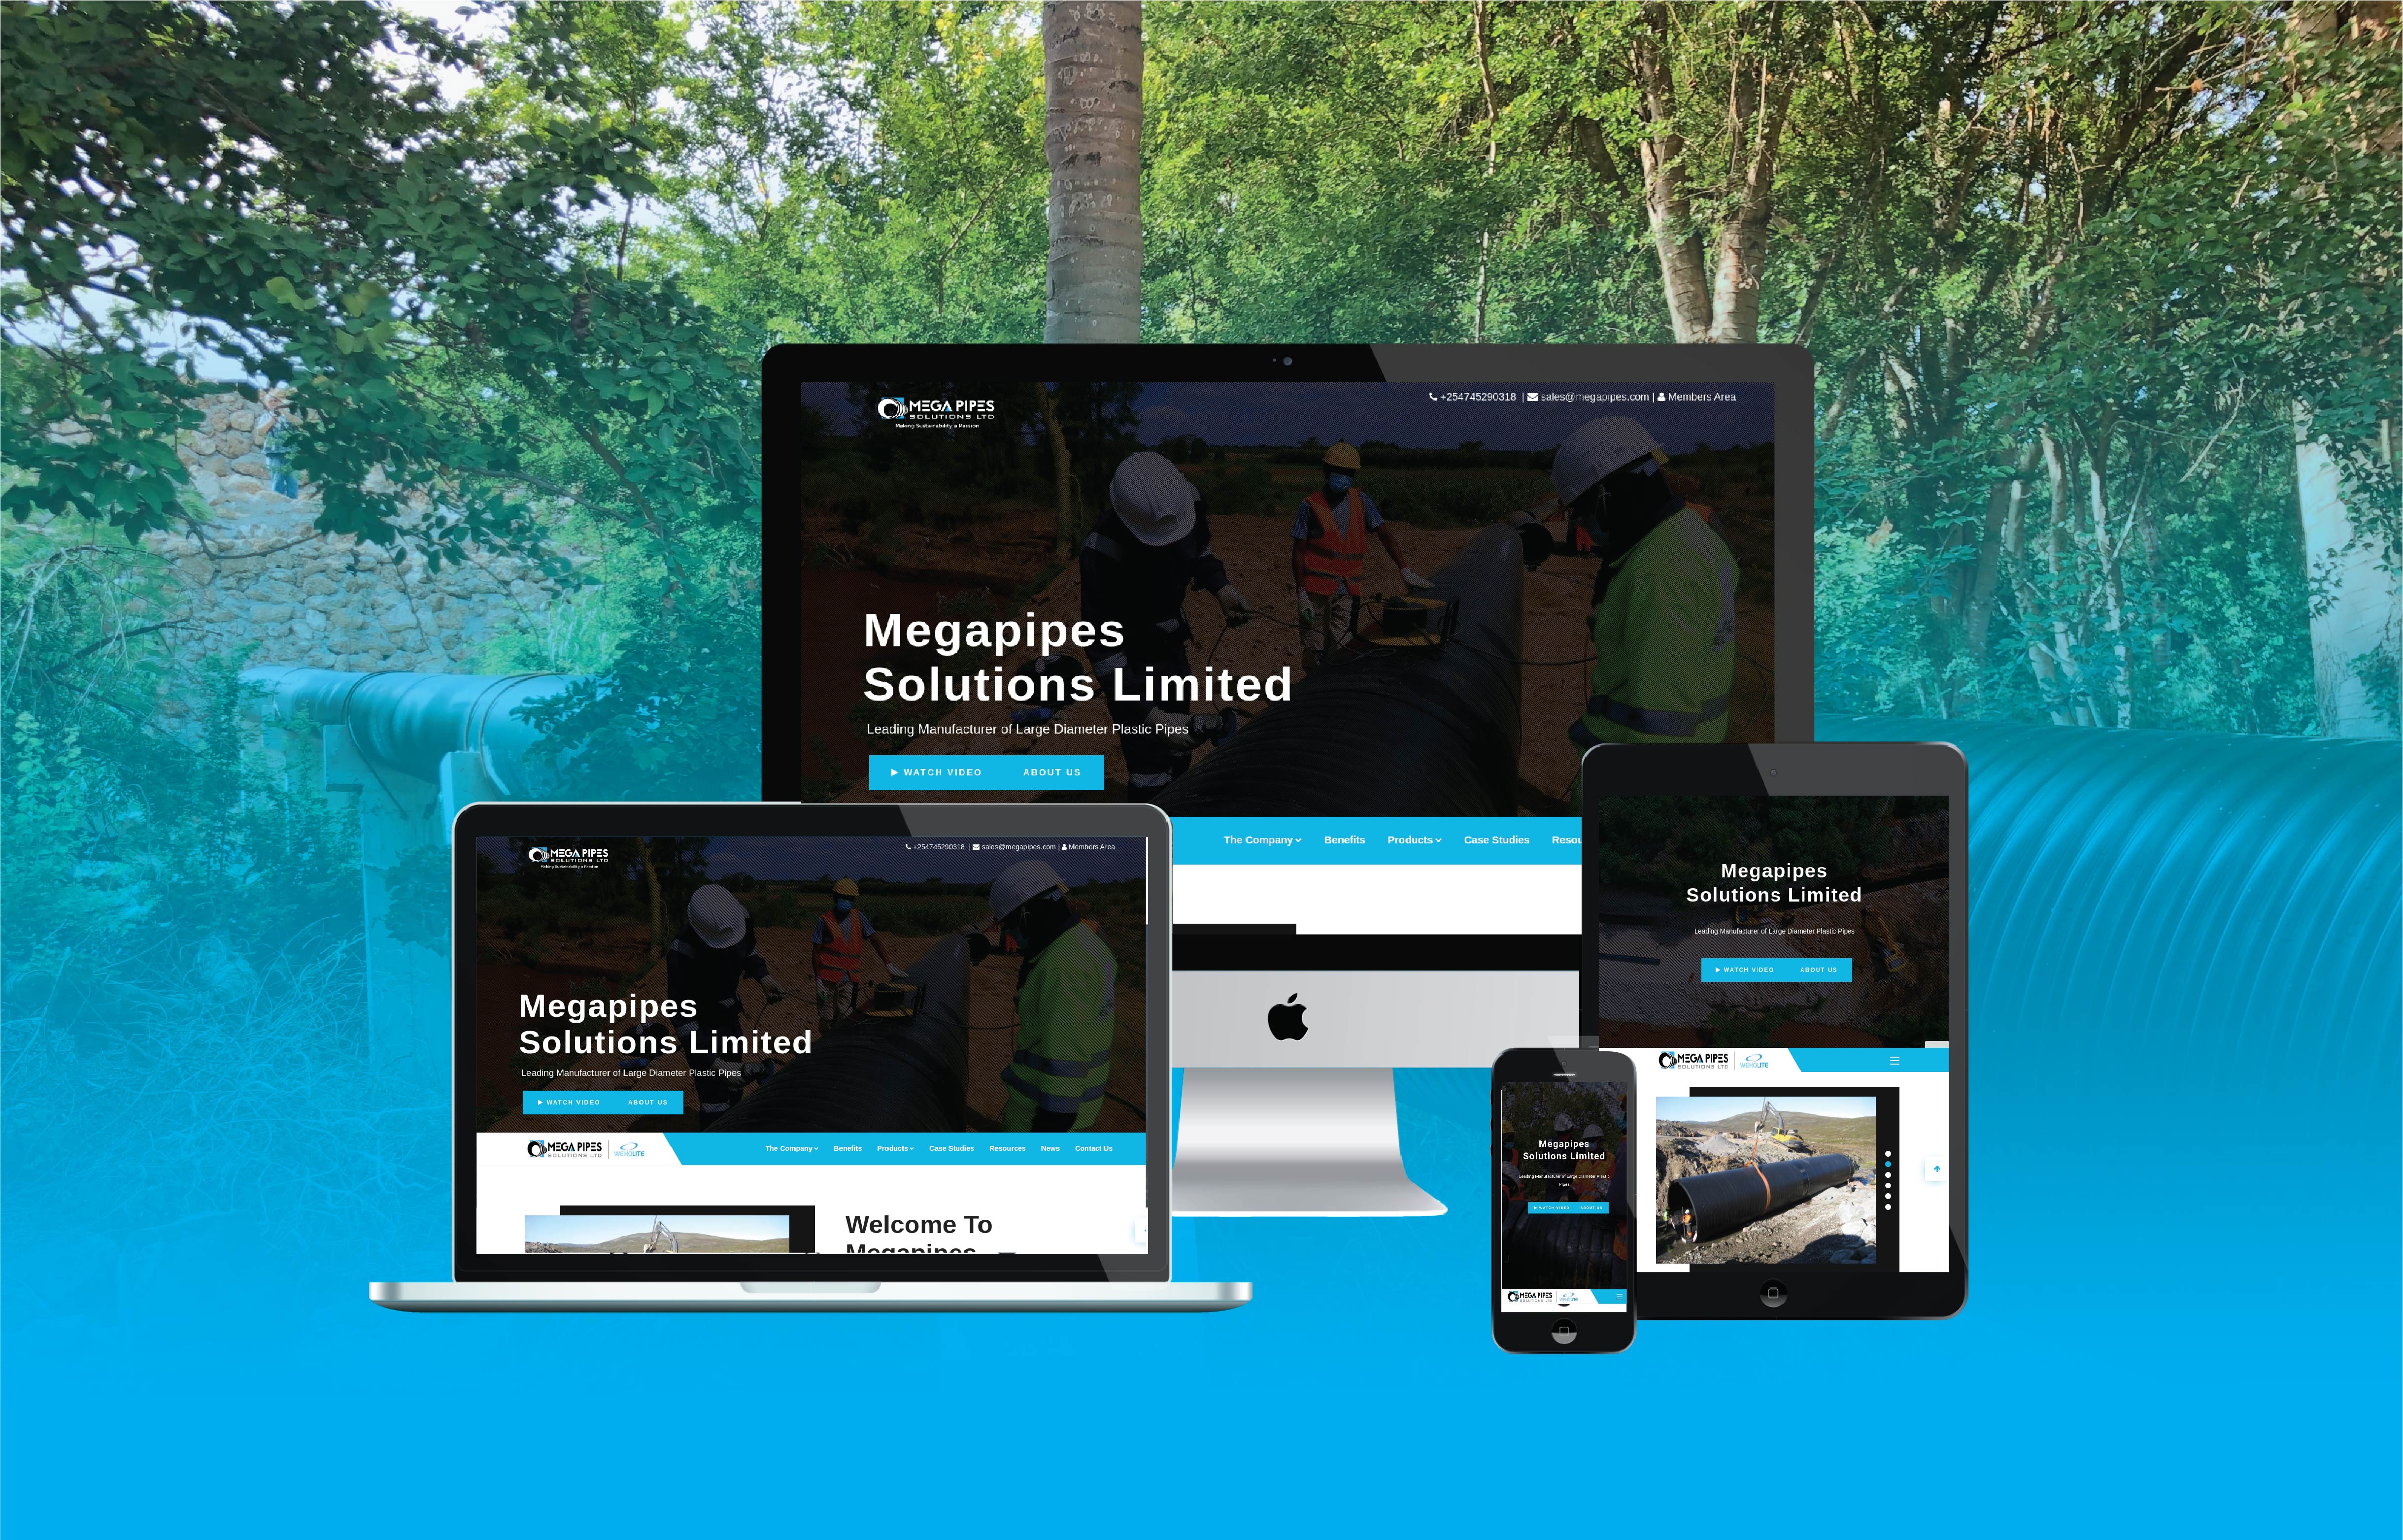 MEGA PIPES
SOLUTIONS LTD
Making Sustainability a Passion
+254745290318 | sales@megapipes.com | Members Area
Megapipes
Solutions Limited
Leading Manufacturer of Large Diameter Plastic Pipes
WATCH VIDEO ABOUT US
The Company Benefits Products Case Studies Resou
MEGA PIPES
SOLUTIONS LTD
Making Sustainability a Passion
+254745290318 | sales@megapipes.com | Members Area
Megapipes
Solutions Limited
Leading Manufacturer of Large Diameter Plastic Pipes
WATCH VIDEO ABOUT US
MEGA PIPES
SOLUTIONS LTD
WEHOLITE
The Company Benefits Products Case Studies Resources News Contact Us
Welcome To
Megapipes
Megapipes
Solutions Limited
Leading Manufacturer of Large Diameter Plastic Pipes
WATCH VIDEO ABOUT US
MEGA PIPES
SOLUTIONS LTD
WEHOLITE
Megapipes
Solutions Limited
Leading Manufacturer of Large Diameter Plastic
Pipes
WATCH VIDEO ABOUT US
MEGA PIPES
SOLUTIONS LTD
WEHOLITE